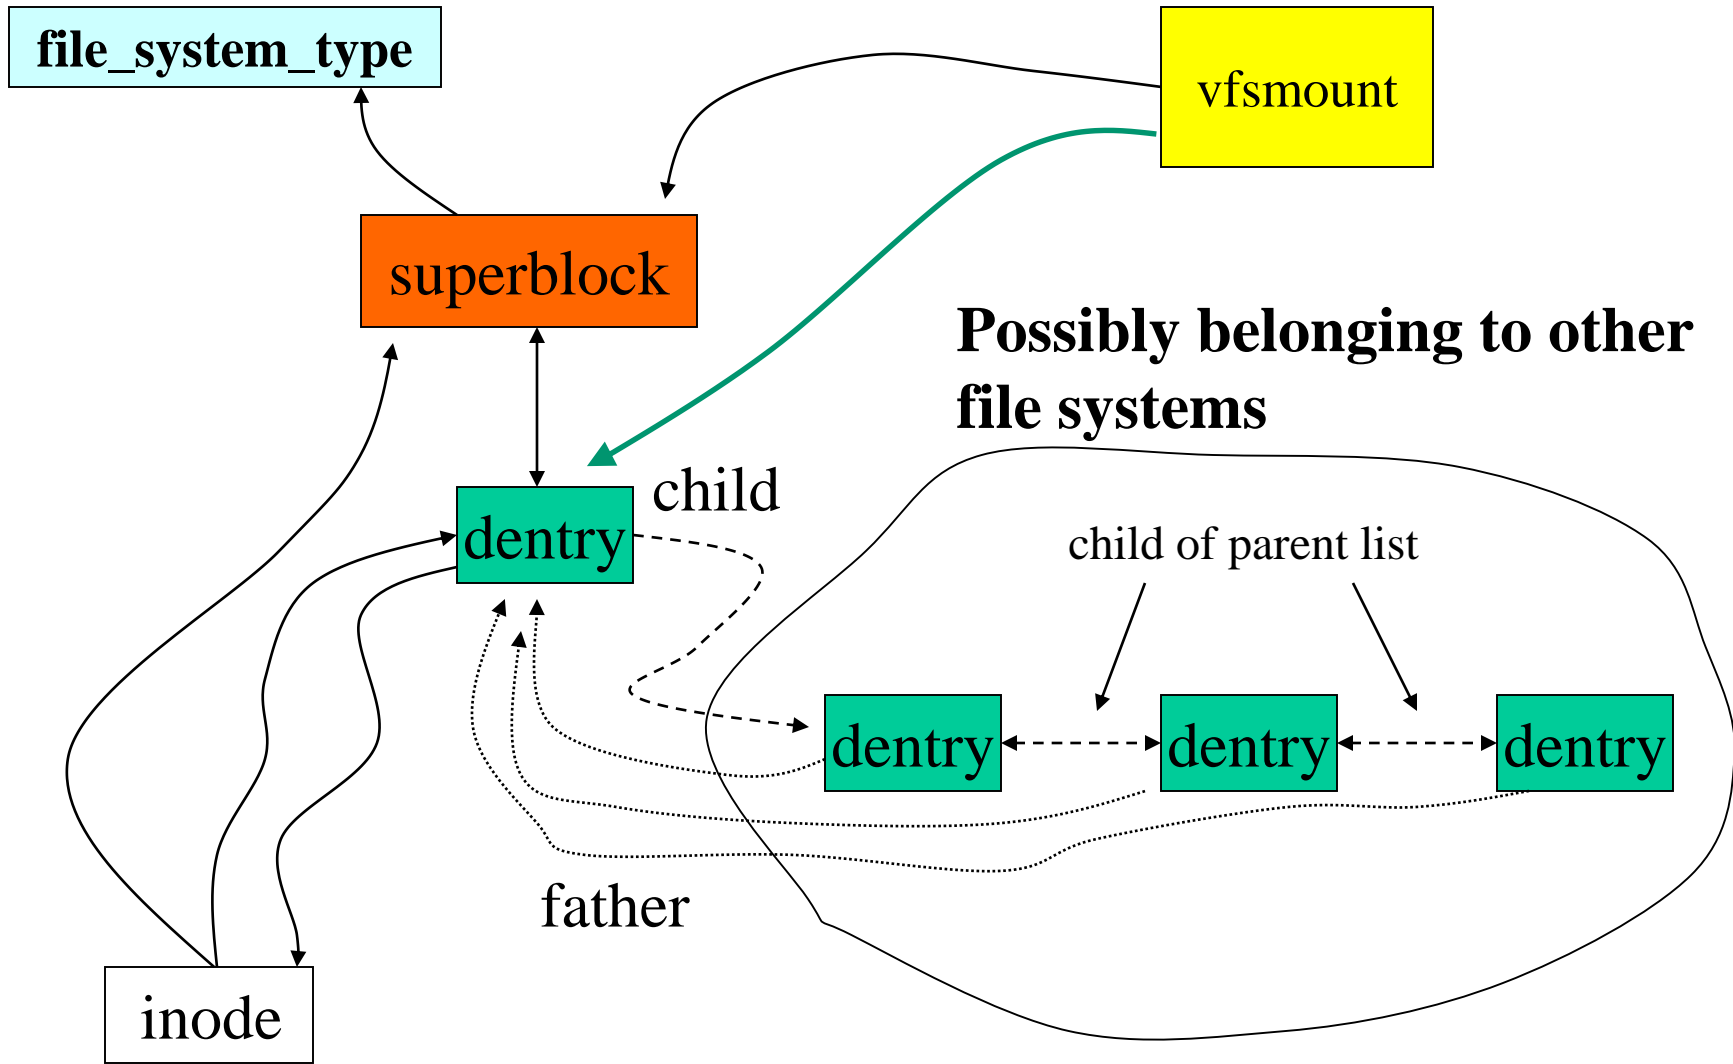 file_system_type
vfsmount
superblock
Possibly belonging to other
file systems
child
dentry
child of parent list
dentry
dentry
dentry
father
inode